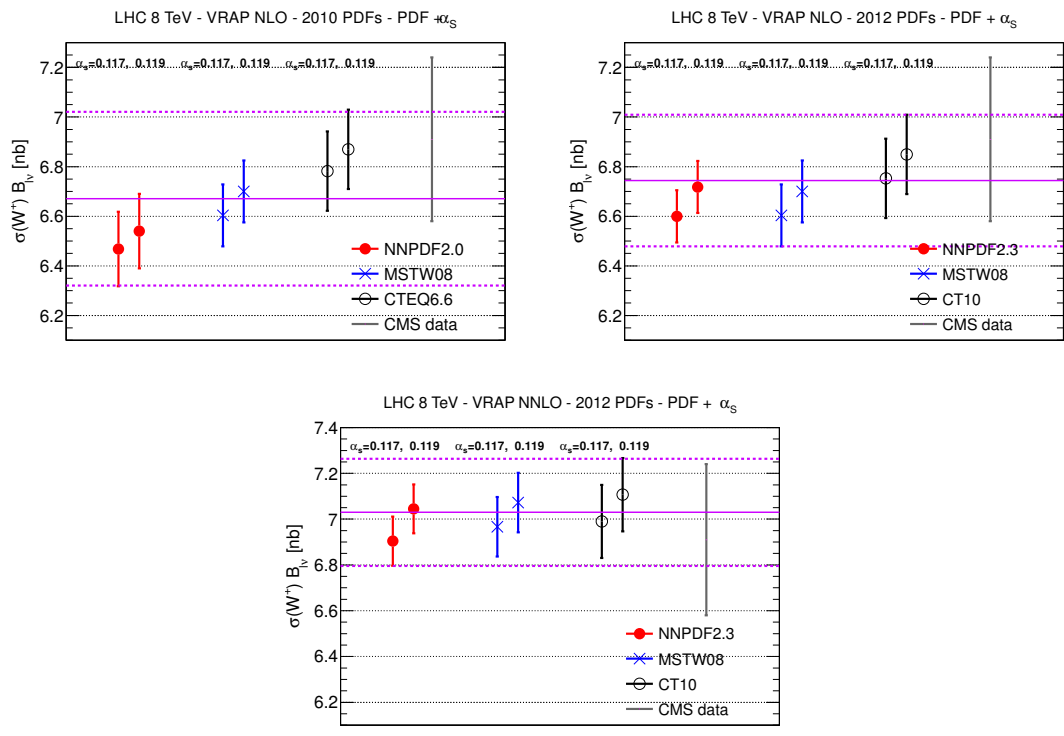 LHC 8 TeV - VRAP NLO - 2010 PDFs - PDF +αS
αs=0.117, 0.119 αs=0.117, 0.119 αs=0.117, 0.119
7.2
7
6.8
6.6
6.4
6.2
σ(W+) Blν [nb]
NNPDF2.0
MSTW08
CTEQ6.6
CMS data
LHC 8 TeV - VRAP NLO - 2012 PDFs - PDF + αS
αs=0.117, 0.119 αs=0.117, 0.119 αs=0.117, 0.119
7.2
7
6.8
6.6
6.4
6.2
σ(W+) Blν [nb]
NNPDF2.3
MSTW08
CT10
CMS data
LHC 8 TeV - VRAP NNLO - 2012 PDFs - PDF + αS
7.4
αs=0.117, 0.119 αs=0.117, 0.119 αs=0.117, 0.119
7.2
7
6.8
6.6
6.4
6.2
σ(W+) Blν [nb]
NNPDF2.3
MSTW08
CT10
CMS data